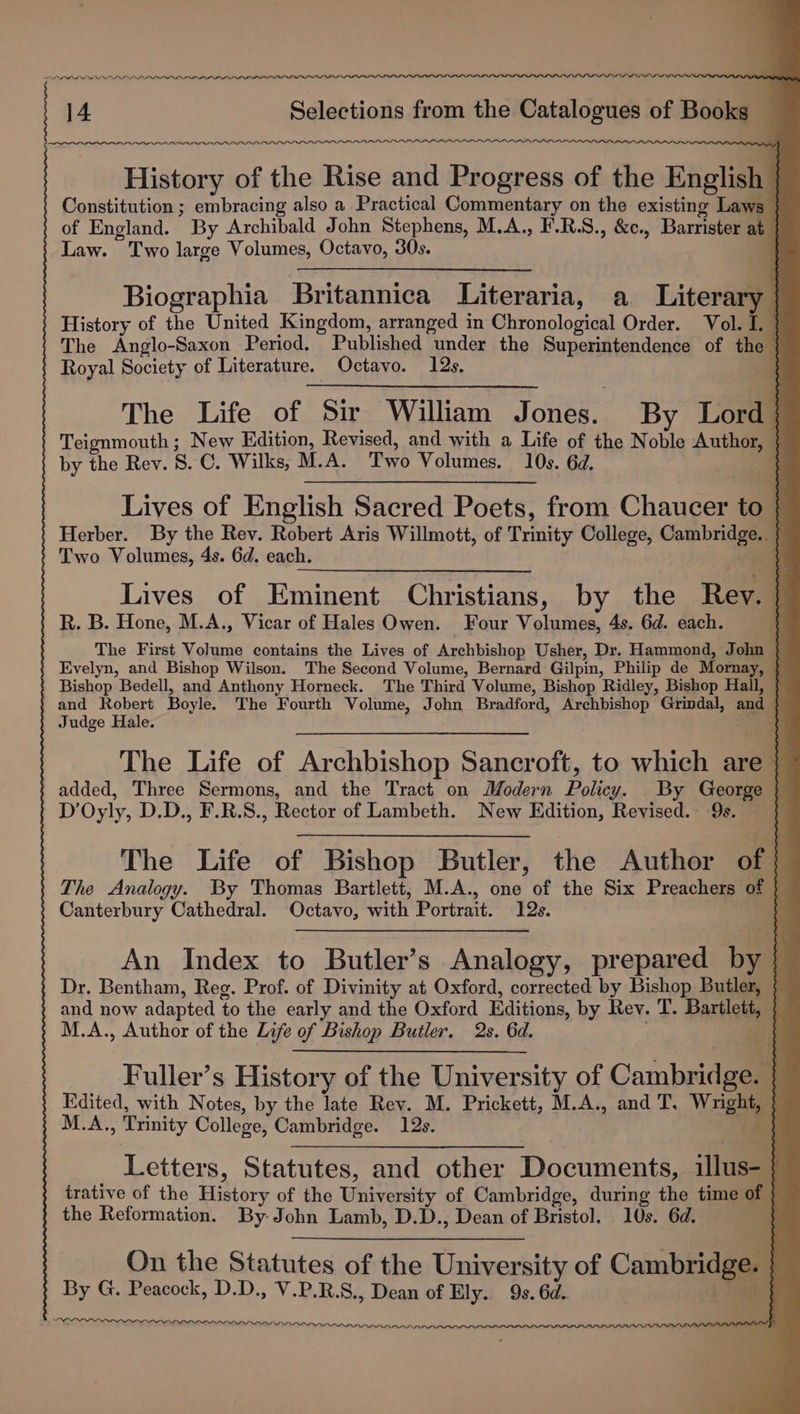 14 Selections from the Catalogues of Books
History of the Rise and Progress of the English
Constitution ; embracing also a Practical Commentary on the existing Laws
of England. By Archibald John Stephens, M.A., F.R.S., &c., Barrister at
Law. Two large Volumes, Octavo, 30s.
Biographia Britannica Literaria, a Literary
History of the United Kingdom, arranged in Chronological Order. Vol. I.
The Anglo-Saxon Period. Published under the Superintendence of the
Royal Society of Literature. Octavo. 12s.
The Life of Sir William Jones. By Lord
Teignmouth ; New Edition, Revised, and with a Life of the Noble Author,
by the Rev. S. C. Wilks, M.A. Two Volumes. 10s. 6d.
Lives of English Sacred Poets, from Chaucer to
Herber. By the Rev. Robert Aris Willmott, of Trinity College, Cambridge.
Two Volumes, 4s. 6d. each.
Lives of Eminent Christians, by the Rev.
R. B. Hone, M.A., Vicar of Hales Owen. Four Volumes, 4s. 6d. each.
The First Volume contains the Lives of Archbishop Usher, Dr. Hammond, John
Evelyn, and Bishop Wilson. The Second Volume, Bernard Gilpin, Philip de Mornay,
Bishop Bedell, and Anthony Horneck. The Third Volume, Bishop Ridley, Bishop Hall,
and Robert Boyle. The Fourth Volume, John Bradford, Archbishop Grindal, and
Judge Hale.
The Life of Archbishop Sancroft, to which are
added, Three Sermons, and the Tract on Modern Policy. By George
D'Oyly, D.D., F.R.S., Rector of Lambeth. New Edition, Revised. 9s.
The Life of Bishop Butler, the Author of
The Analogy. By Thomas Bartlett, M.A., one of the Six Preachers of
Canterbury Cathedral. Octavo, with Portrait. 12s.
An Index to Butler's Analogy, prepared by
Dr. Bentham, Reg. Prof. of Divinity at Oxford, corrected by Bishop Butler,
and now adapted to the early and the Oxford Editions, by Rev. T. Bartlett,
M.A., Author of the Life of Bishop Butler. 2s. 6d.
Fuller's History of the University of Cambridge.
Edited, with Notes, by the late Rev. M. Prickett, M.A., and T. Wright,
M.A., Trinity College, Cambridge. 12s.
Letters, Statutes, and other Documents, illus-
trative of the History of the University of Cambridge, during the time of
the Reformation. By John Lamb, D.D., Dean of Bristol. 10s. 6d.
On the Statutes of the University of Cambridge.
By G. Peacock, D.D., V.P.R.S., Dean of Ely. 9s. 6d.